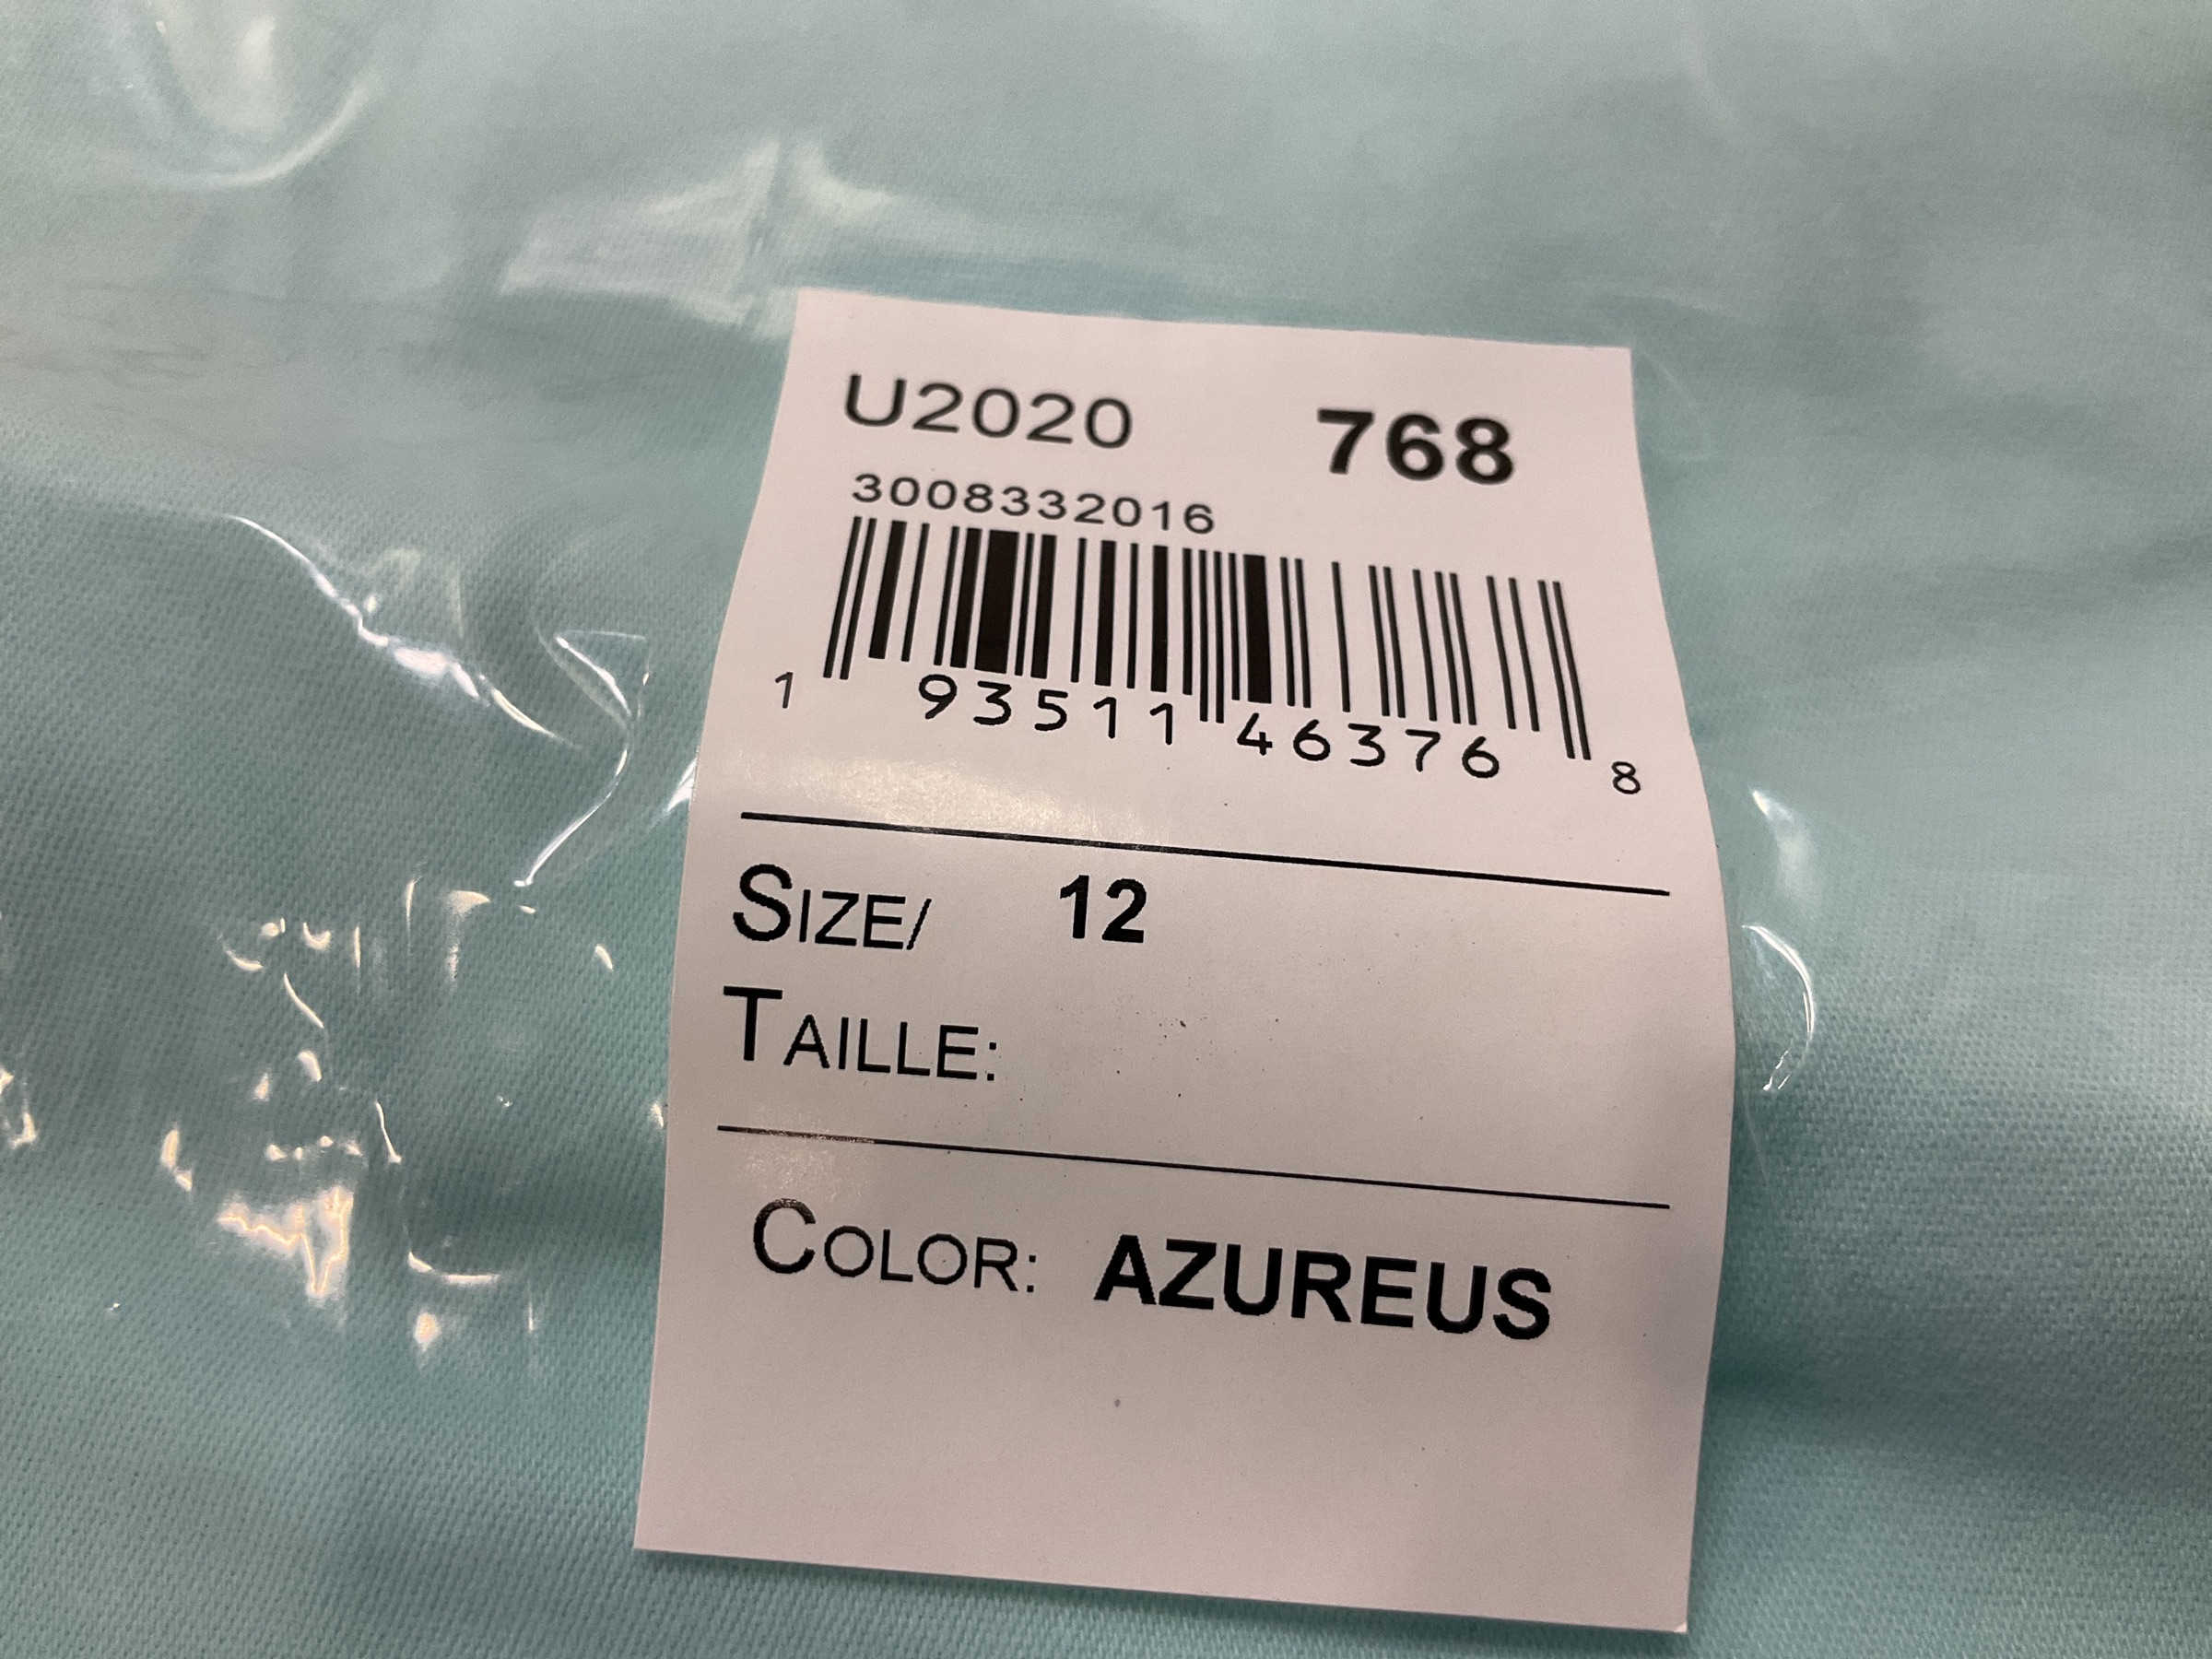 U2020 768
3008332016
1 93511 46376 8
SIZE/ 12
TAILLE:
COLOR: AZUREUS